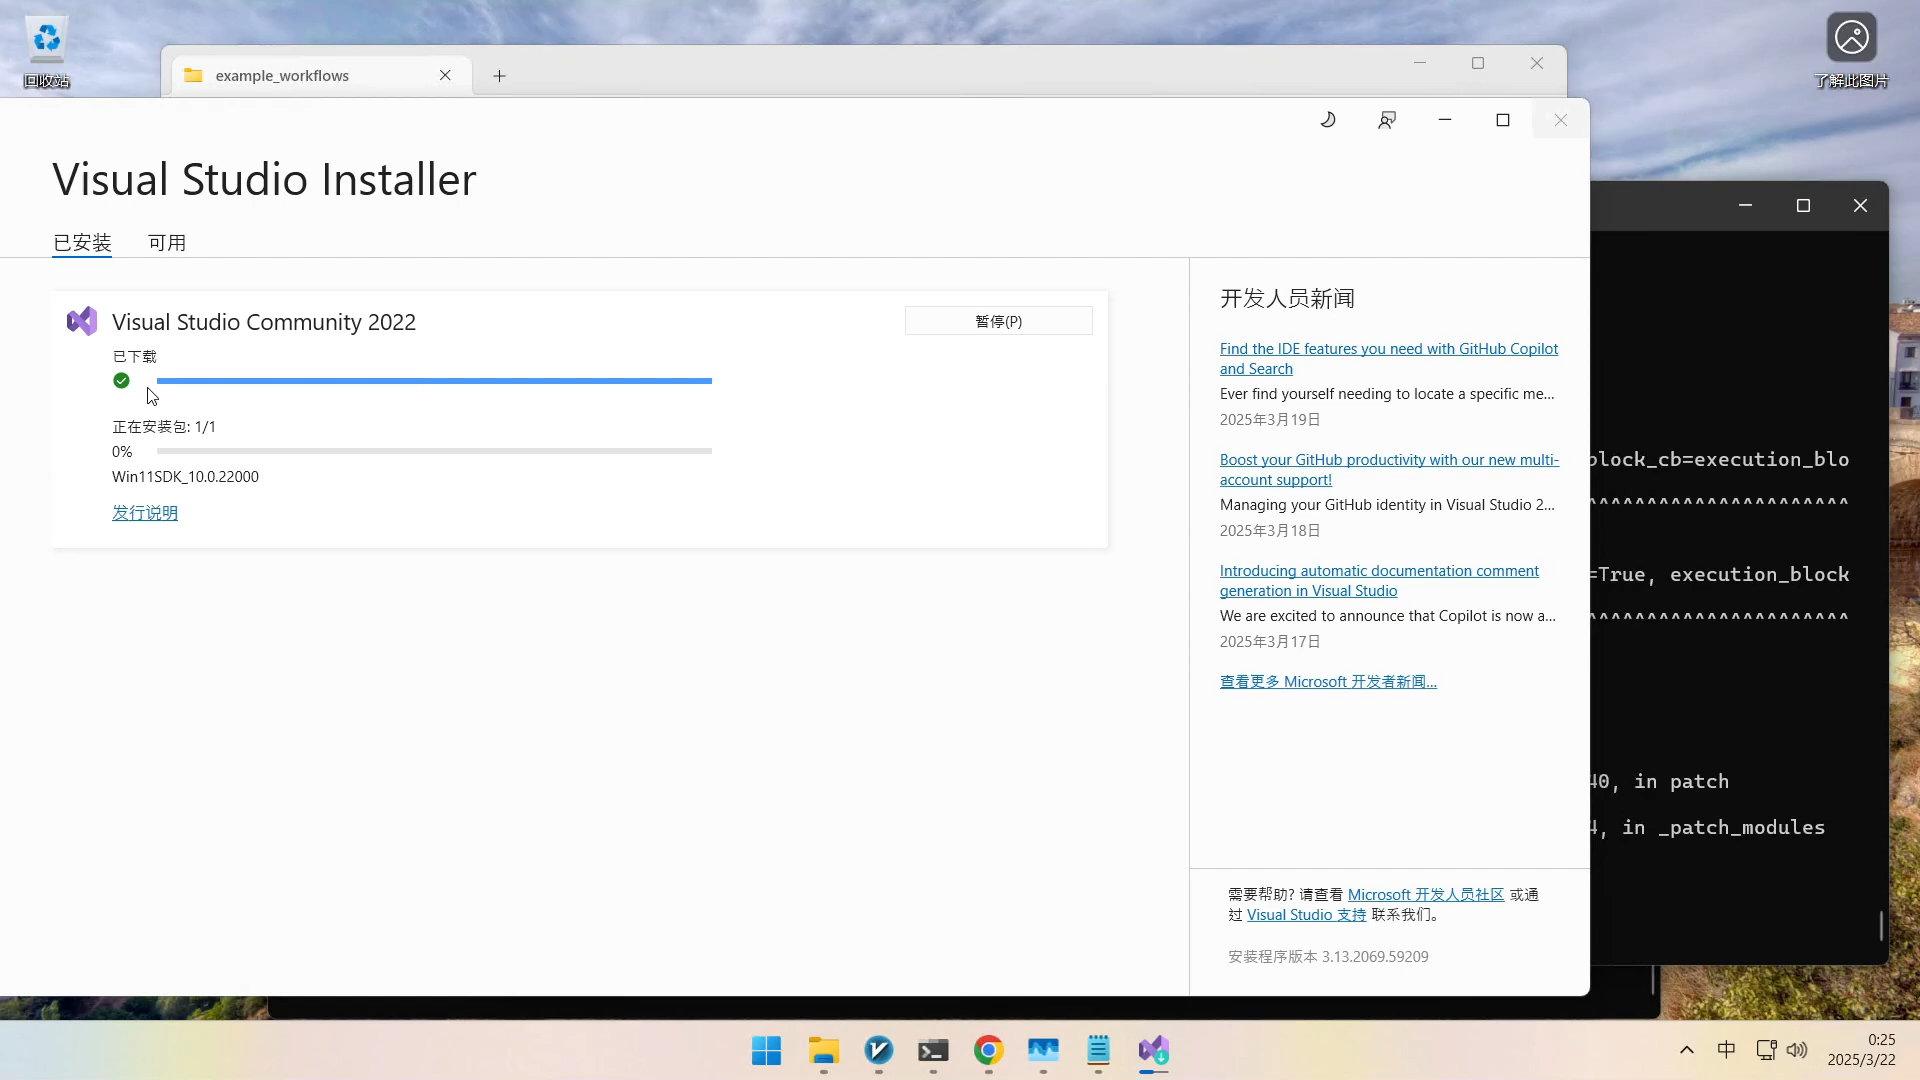 回收站
example_workflows
了解此图片
Visual Studio Installer
已安装
可用
Visual Studio Community 2022
暂停(P)
已下载
正在安装包: 1/1
0%
Win11SDK_10.0.22000
发行说明
开发人员新闻
Find the IDE features you need with GitHub Copilot
and Search
Ever find yourself needing to locate a specific me...
2025年3月19日
Boost your GitHub productivity with our new multi-
account support!
Managing your GitHub identity in Visual Studio 2...
2025年3月18日
Introducing automatic documentation comment
generation in Visual Studio
We are excited to announce that Copilot is now a...
2025年3月17日
查看更多 Microsoft 开发者新闻...
需要帮助? 请查看 Microsoft 开发人员社区 或通
过 Visual Studio 支持 联系我们。
安装程序版本 3.13.2069.59209
block_cb=execution_blo
^^^^^^^^^^^^^^^^^^^^^^
=True, execution_block
^^^^^^^^^^^^^^^^^^^^^^
40, in patch
4, in _patch_modules
中
0:25
2025/3/22